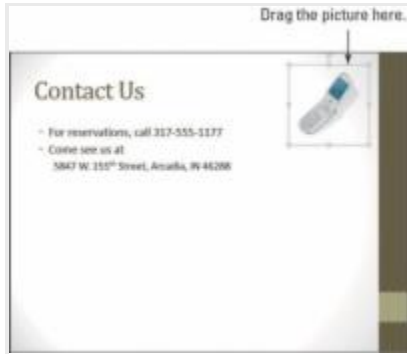 Drag the picture here.
Contact Us
- For reservations, call 317-555-1177
- Come see us at
5847 W. 155th Street, Arcadia, IN 46288